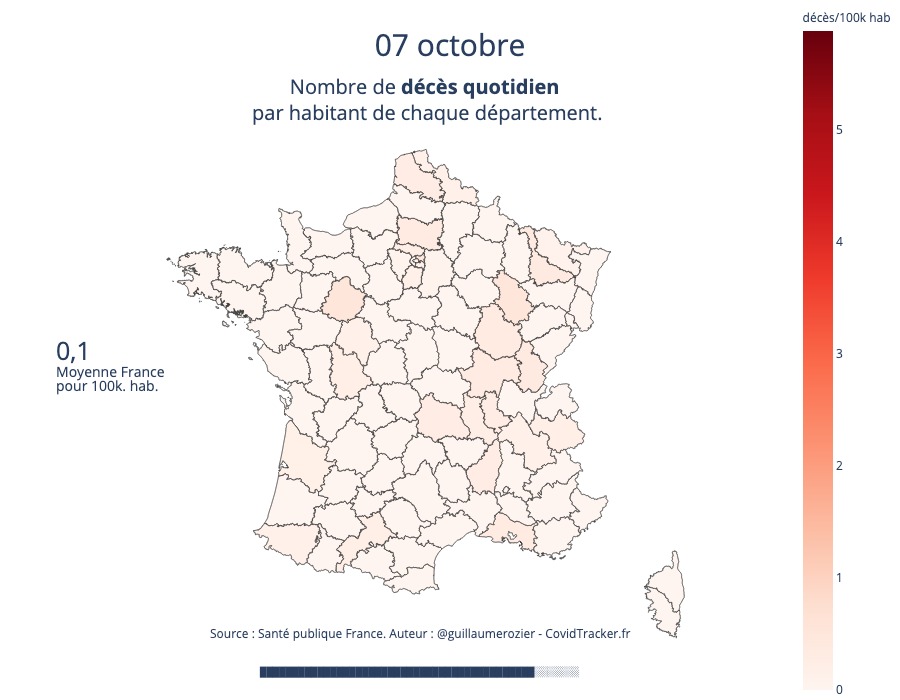 décès/100k hab
07 octobre
Nombre de décès quotidien
par habitant de chaque département.
5
4
3
2
1
0
0,1
Moyenne France
pour 100k. hab.
Source : Santé publique France. Auteur : @guillaumerozier - CovidTracker.fr